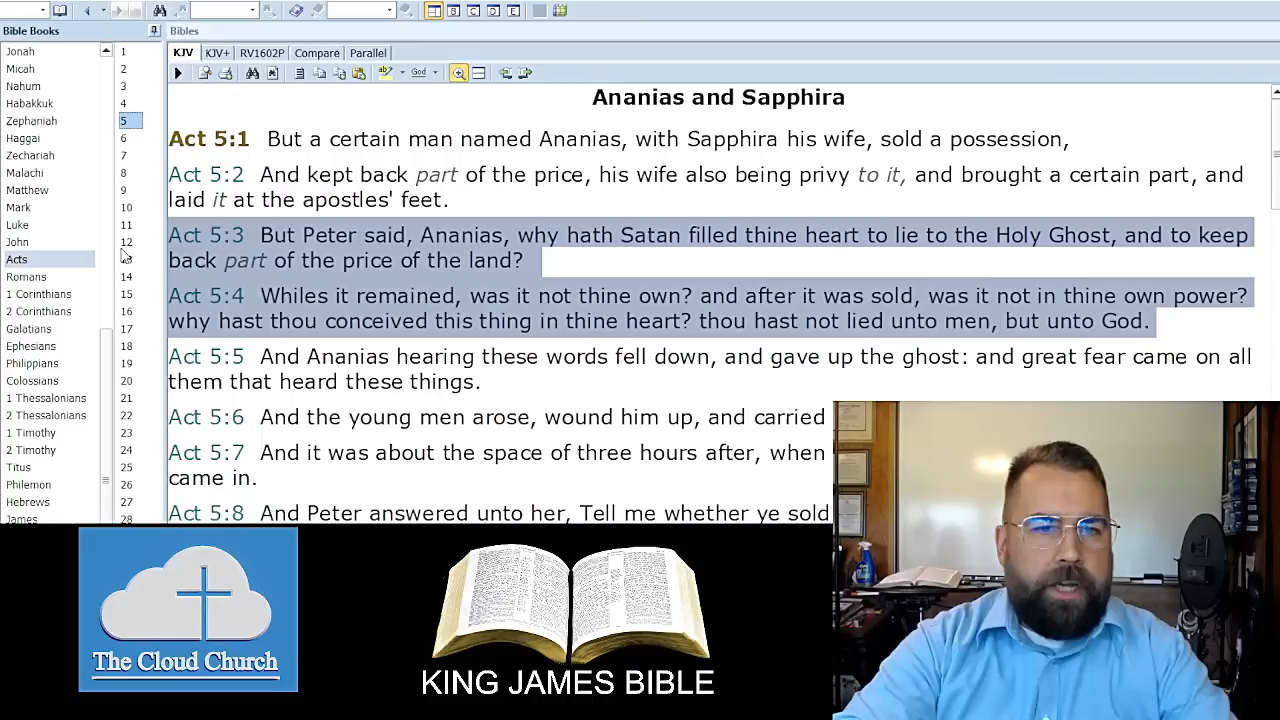 Bible Books
Bibles
B C D E
KJV KJV+ RV1602P Compare Parallel
God
Jonah
Micah
Nahum
Habakkuk
Zephaniah
Haggai
Zechariah
Malachi
Matthew
Mark
Luke
John
Acts
Romans
1 Corinthians
2 Corinthians
Galatians
Ephesians
Philippians
Colossians
1 Thessalonians
2 Thessalonians
1 Timothy
2 Timothy
Titus
Philemon
Hebrews
James
1
2
3
4
5
6
7
8
9
10
11
12
14
15
16
17
18
19
20
21
22
23
24
25
26
27
28
Ananias and Sapphira
Act 5:1 But a certain man named Ananias, with Sapphira his wife, sold a possession,
Act 5:2 And kept back part of the price, his wife also being privy to it, and brought a certain part, and
laid it at the apostles' feet.
Act 5:3 But Peter said, Ananias, why hath Satan filled thine heart to lie to the Holy Ghost, and to keep
back part of the price of the land?
Act 5:4 Whiles it remained, was it not thine own? and after it was sold, was it not in thine own power?
why hast thou conceived this thing in thine heart? thou hast not lied unto men, but unto God.
Act 5:5 And Ananias hearing these words fell down, and gave up the ghost: and great fear came on all
them that heard these things.
Act 5:6 And the young men arose, wound him up, and carried
Act 5:7 And it was about the space of three hours after, when
came in.
Act 5:8 And Peter answered unto her, Tell me whether ye sold
The Cloud Church
KING JAMES BIBLE